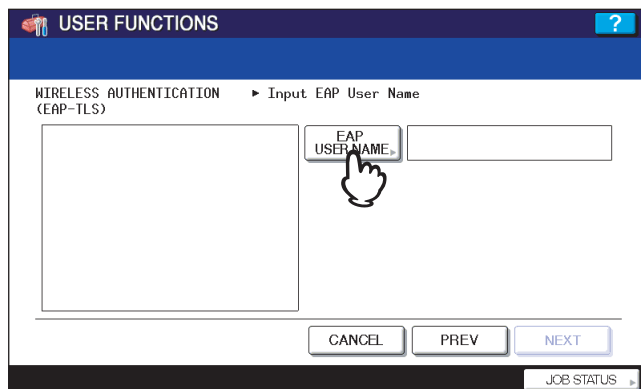 USER FUNCTIONS
?
WIRELESS AUTHENTICATION ► Input EAP User Name
(EAP-TLS)
EAP
USER NAME
CANCEL PREV NEXT
JOB STATUS